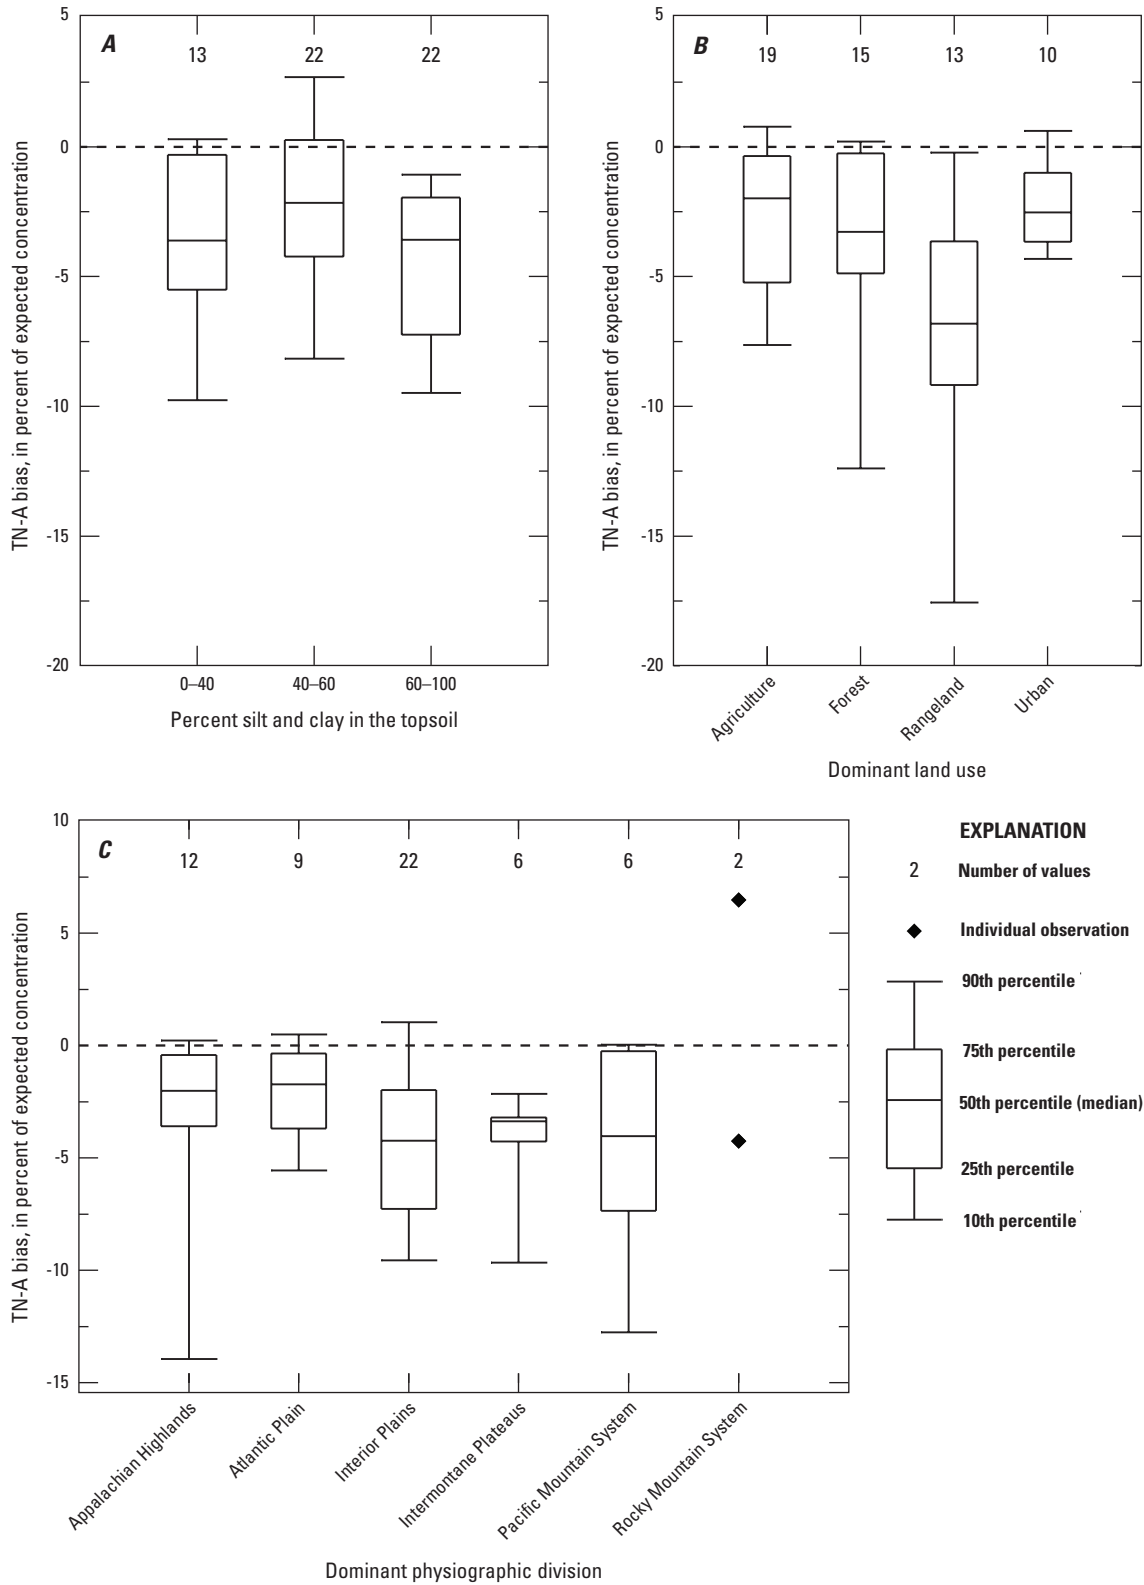 A
13 22 22
5
0
-5
-10
-15
-20
TN-A bias, in percent of expected concentration
0–40 40–60 60–100
Percent silt and clay in the topsoil
B
19 15 13 10
5
0
-5
-10
-15
-20
TN-A bias, in percent of expected concentration
Agriculture
Forest
Rangeland
Urban
Dominant land use
C
12 9 22 6 6 2
10
5
0
-5
-10
-15
TN-A bias, in percent of expected concentration
Appalachian Highlands
Atlantic Plain
Interior Plains
Intermontane Plateaus
Pacific Mountain System
Rocky Mountain System
Dominant physiographic division
EXPLANATION
2 Number of values
Individual observation
90th percentile
75th percentile
50th percentile (median)
25th percentile
10th percentile